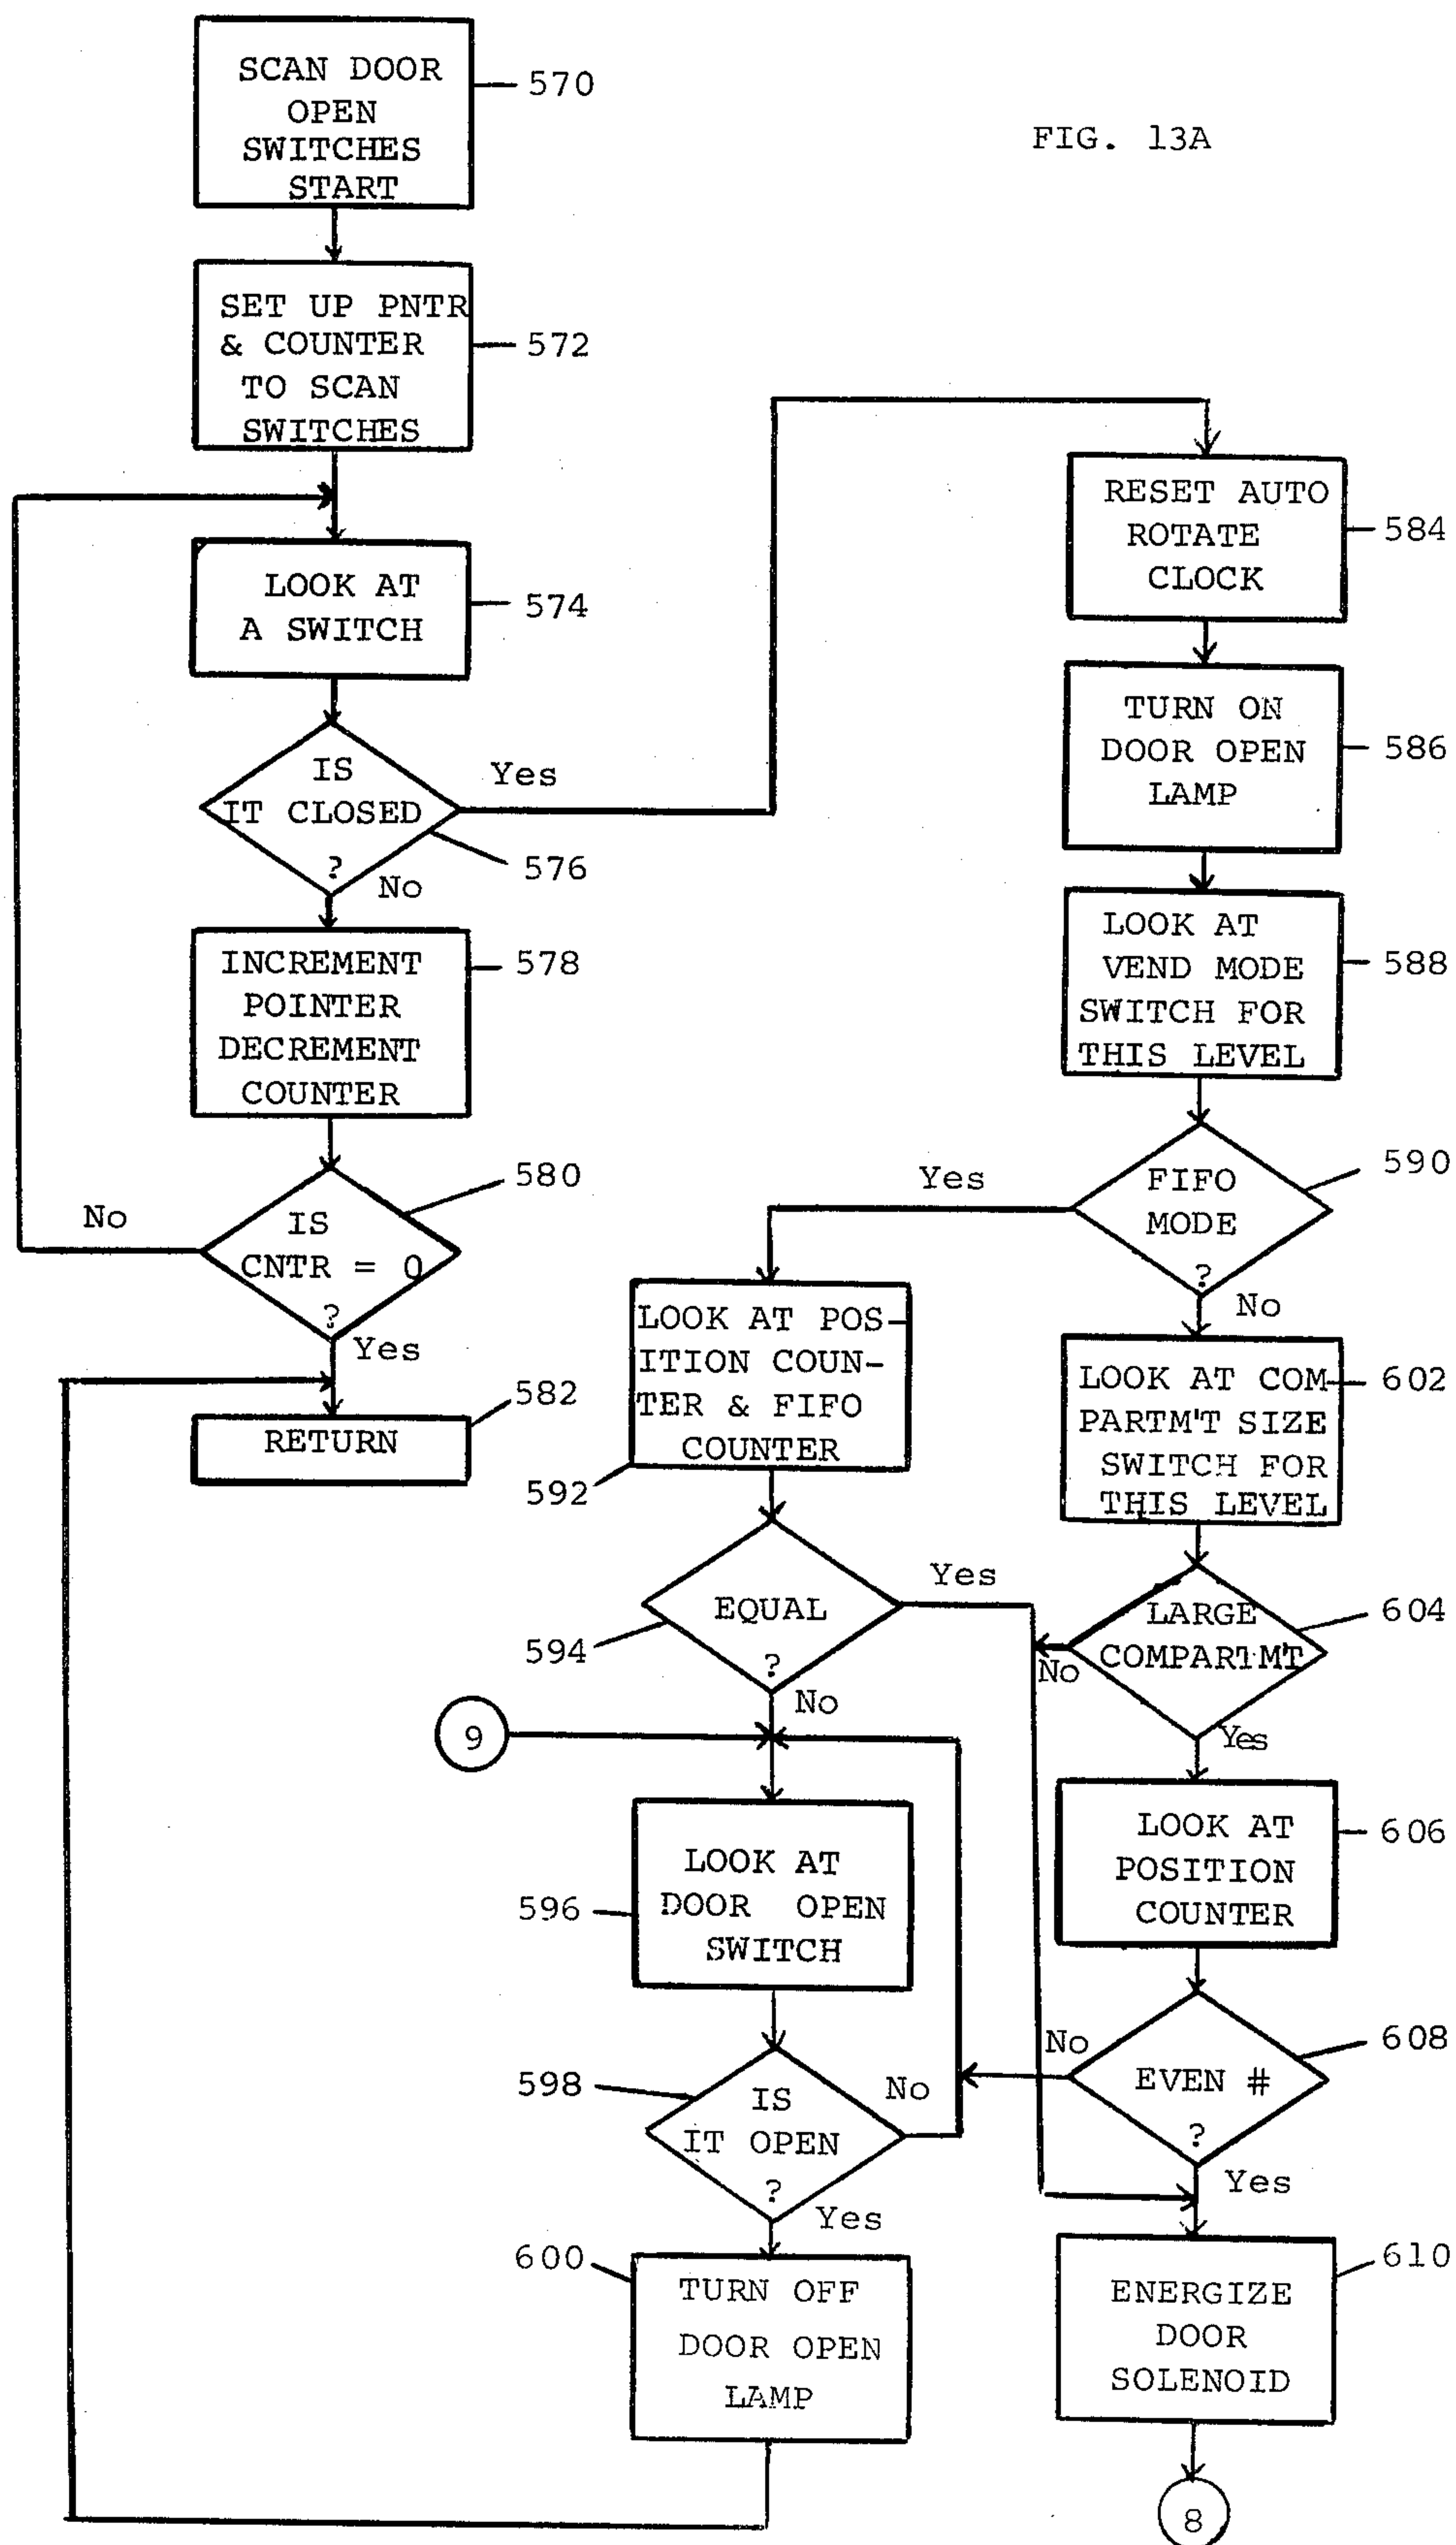 FIG. 13A
SCAN DOOR
OPEN
SWITCHES
START
570
SET UP PNTR
& COUNTER
TO SCAN
SWITCHES
572
LOOK AT
A SWITCH
574
IS
IT CLOSED
?
Yes
576
No
INCREMENT
POINTER
DECREMENT
COUNTER
578
580
IS
CNTR = 0
?
No
Yes
582
RETURN
RESET AUTO
ROTATE
CLOCK
584
TURN ON
DOOR OPEN
LAMP
586
LOOK AT
VEND MODE
SWITCH FOR
THIS LEVEL
588
FIFO
MODE
?
590
Yes
No
LOOK AT POS-
ITION COUN-
TER & FIFO
COUNTER
592
EQUAL
?
594
Yes
No
9
LOOK AT
DOOR OPEN
SWITCH
596
598
IS
IT OPEN
?
No
Yes
600
TURN OFF
DOOR OPEN
LAMP
LOOK AT COM-
PARTM'T SIZE
SWITCH FOR
THIS LEVEL
602
LARGE
COMPARTM'T
604
No
Yes
LOOK AT
POSITION
COUNTER
606
EVEN #
?
608
No
Yes
ENERGIZE
DOOR
SOLENOID
610
8